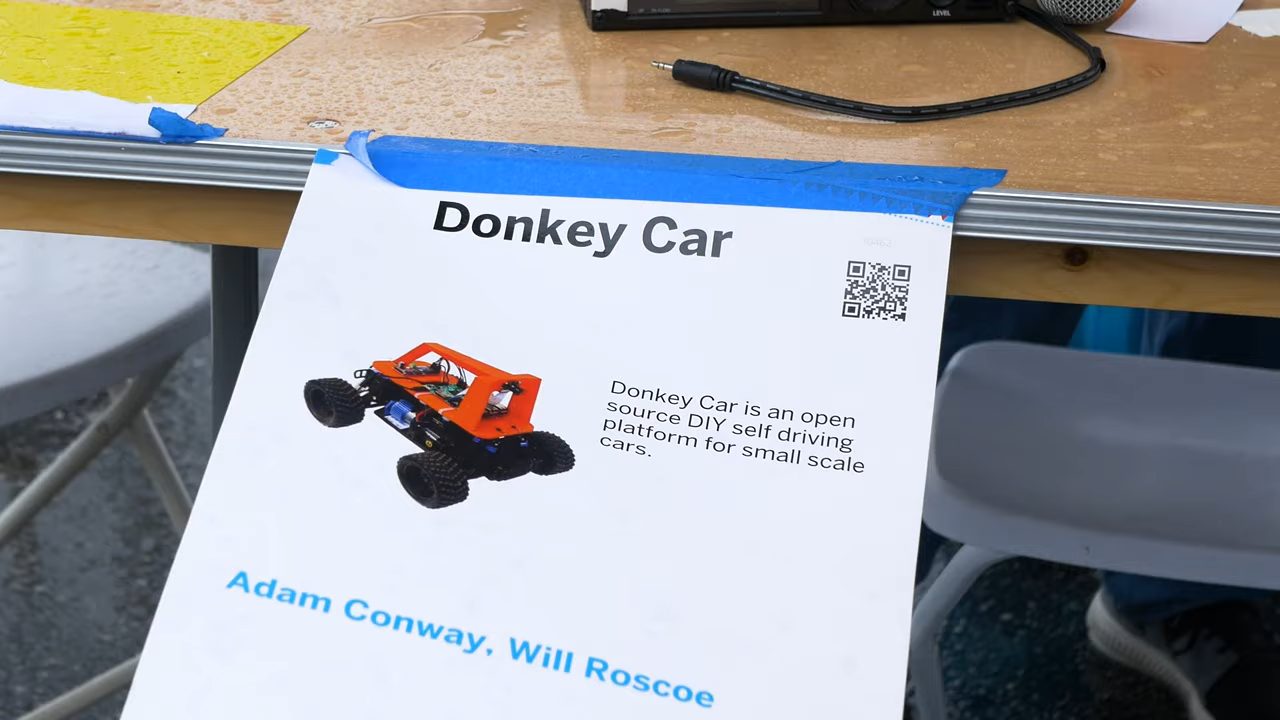 LEVEL
Donkey Car
Donkey Car is an open
source DIY self driving
platform for small scale
cars.
Adam Conway, Will Roscoe